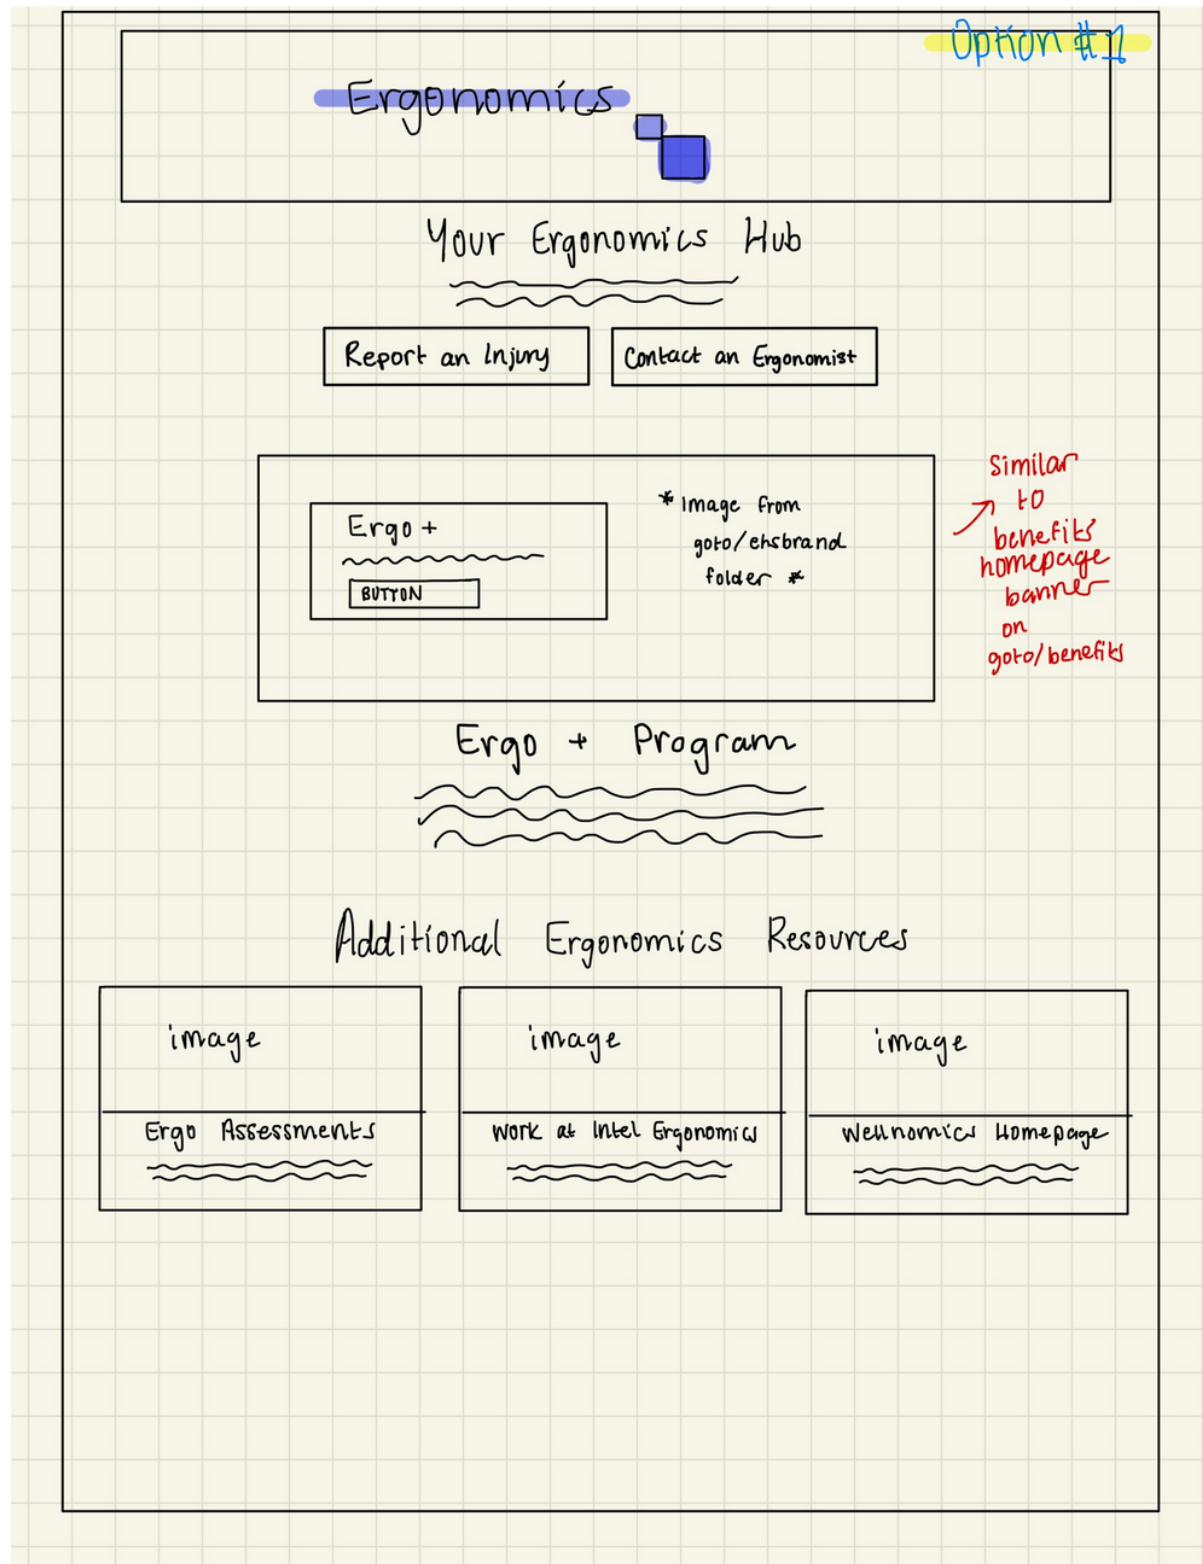 Option #1
Ergonomics
Your Ergonomics Hub
Report an Injury
Contact an Ergonomist
Ergo +
BUTTON
* image from
goto/ehsbrand
folder *
Similar
to
benefits
homepage
banner
on
goto/benefits
Ergo + Program
Additional Ergonomics Resources
image
Ergo Assessments
image
Work at Intel Ergonomics
image
Wellnomics Homepage